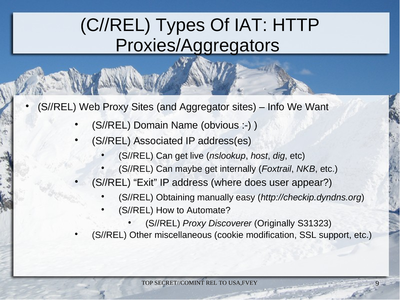 (C//REL) Types Of IAT: HTTP
Proxies/Aggregators
• (S//REL) Web Proxy Sites (and Aggregator sites) – Info We Want
• (S//REL) Domain Name (obvious :-) )
• (S//REL) Associated IP address(es)
• (S//REL) Can get live (nslookup, host, dig, etc)
• (S//REL) Can maybe get internally (Foxtrail, NKB, etc.)
• (S//REL) “Exit” IP address (where does user appear?)
• (S//REL) Obtaining manually easy (http://checkip.dyndns.org)
• (S//REL) How to Automate?
• (S//REL) Proxy Discoverer (Originally S31323)
• (S//REL) Other miscellaneous (cookie modification, SSL support, etc.)
TOP SECRET//COMINT REL TO USA,FVEY
9